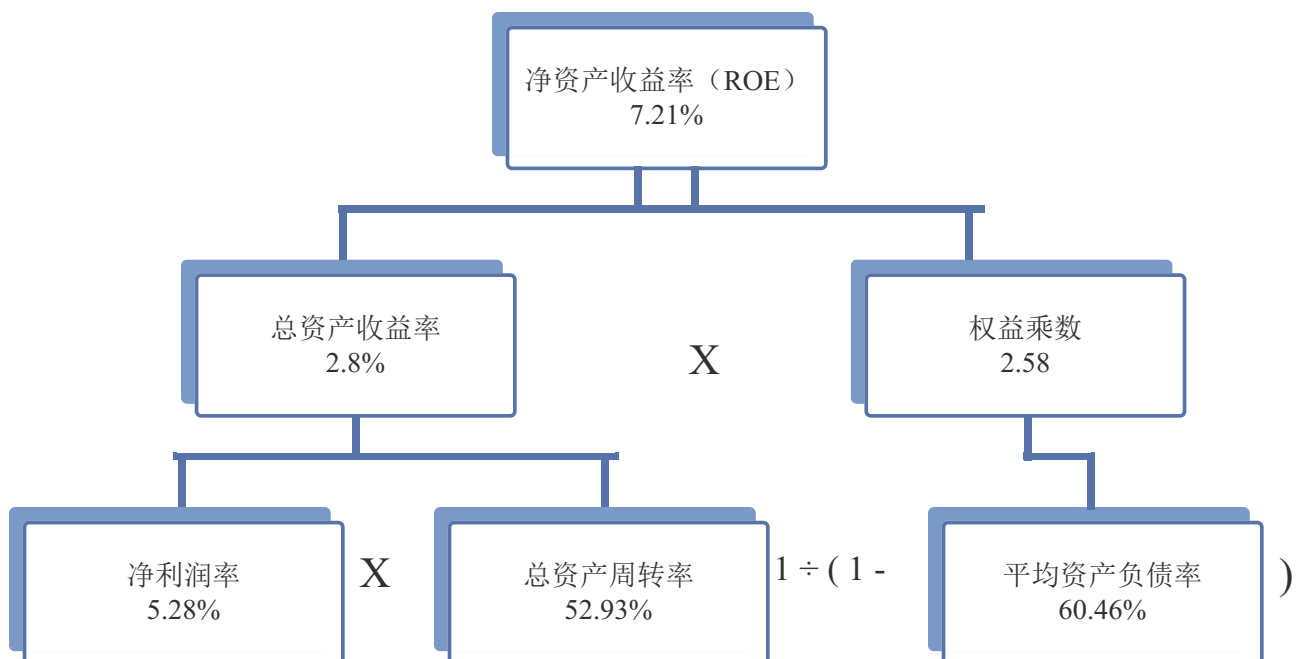 净资产收益率（ROE）
7.21%
总资产收益率
2.8%
X
权益乘数
2.58
净利润率
5.28%
X
总资产周转率
52.93%
1 ÷ ( 1 -
平均资产负债率
60.46%
)